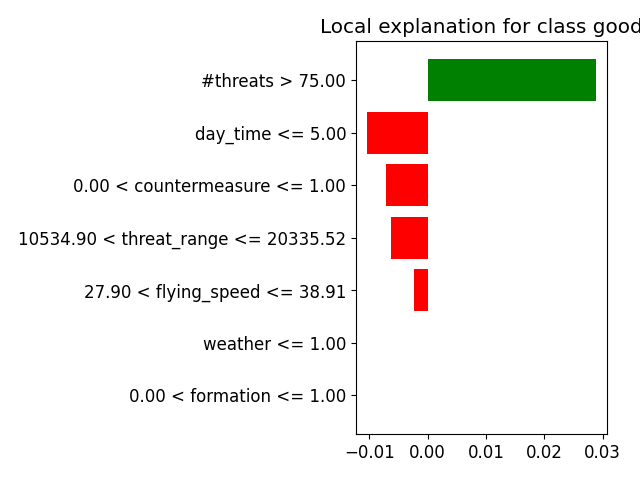 Local explanation for class good
#threats > 75.00
day_time <= 5.00
0.00 < countermeasure <= 1.00
10534.90 < threat_range <= 20335.52
27.90 < flying_speed <= 38.91
weather <= 1.00
0.00 < formation <= 1.00
−0.01 0.00 0.01 0.02 0.03